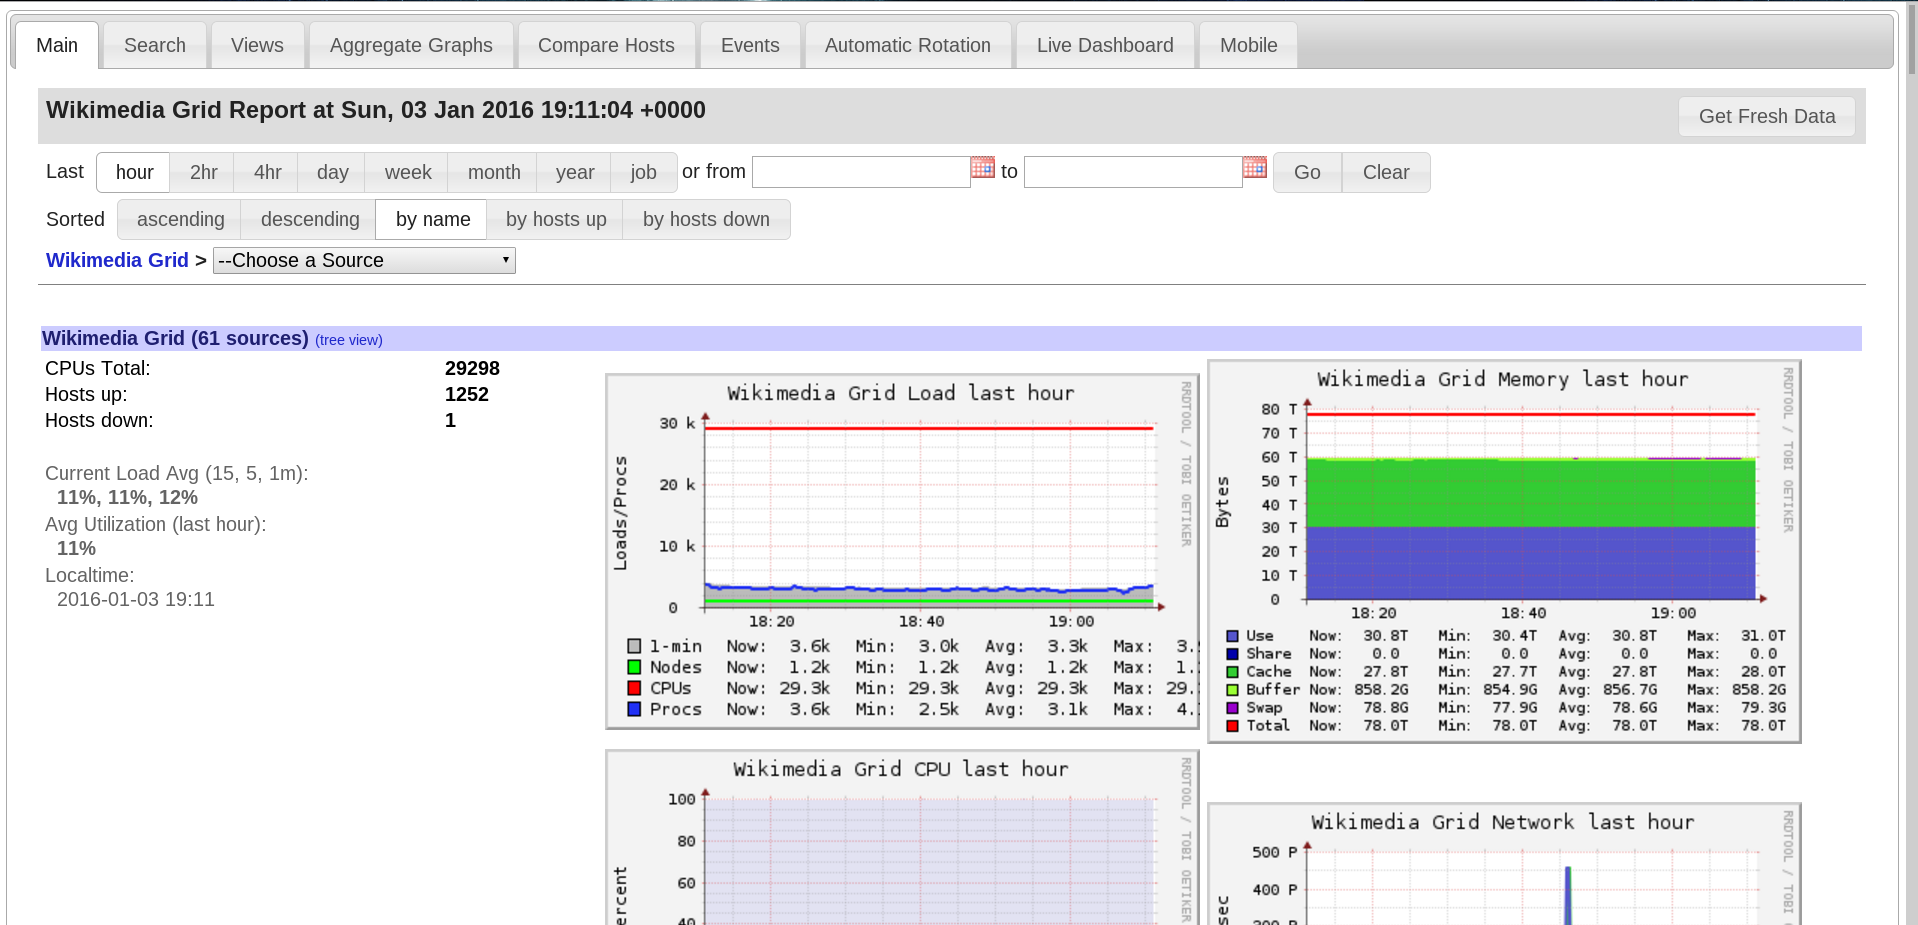 Main Search Views Aggregate Graphs Compare Hosts Events Automatic Rotation Live Dashboard Mobile
Wikimedia Grid Report at Sun, 03 Jan 2016 19:11:04 +0000
Get Fresh Data
Last hour 2hr 4hr day week month year job or from to Go Clear
Sorted ascending descending by name by hosts up by hosts down
Wikimedia Grid > --Choose a Source
Wikimedia Grid (61 sources) (tree view)
CPUs Total: 29298
Hosts up: 1252
Hosts down: 1
Current Load Avg (15, 5, 1m):
11%, 11%, 12%
Avg Utilization (last hour):
11%
Localtime:
2016-01-03 19:11
Wikimedia Grid Load last hour
RRDTOOL / TOBI OETIKER
Loads/Procs
30 k
20 k
10 k
0
18:20 18:40 19:00
1-min Now: 3.6k Min: 3.0k Avg: 3.3k Max: 3.
Nodes Now: 1.2k Min: 1.2k Avg: 1.2k Max: 1.
CPUs Now: 29.3k Min: 29.3k Avg: 29.3k Max: 29.
Procs Now: 3.6k Min: 2.5k Avg: 3.1k Max: 4.
Wikimedia Grid Memory last hour
RRDTOOL / TOBI OETIKER
Bytes
80 T
70 T
60 T
50 T
40 T
30 T
20 T
10 T
0
18:20 18:40 19:00
Use Now: 30.8T Min: 30.4T Avg: 30.8T Max: 31.0T
Share Now: 0.0 Min: 0.0 Avg: 0.0 Max: 0.0
Cache Now: 27.8T Min: 27.7T Avg: 27.8T Max: 28.0T
Buffer Now: 858.2G Min: 854.9G Avg: 856.7G Max: 858.2G
Swap Now: 78.8G Min: 77.9G Avg: 78.6G Max: 79.3G
Total Now: 78.0T Min: 78.0T Avg: 78.0T Max: 78.0T
Wikimedia Grid CPU last hour
RRDTOOL / TOBI OETIKER
ercent
100
80
60
40
Wikimedia Grid Network last hour
RRDTOOL / TOBI
sec
500 P
400 P
300 P